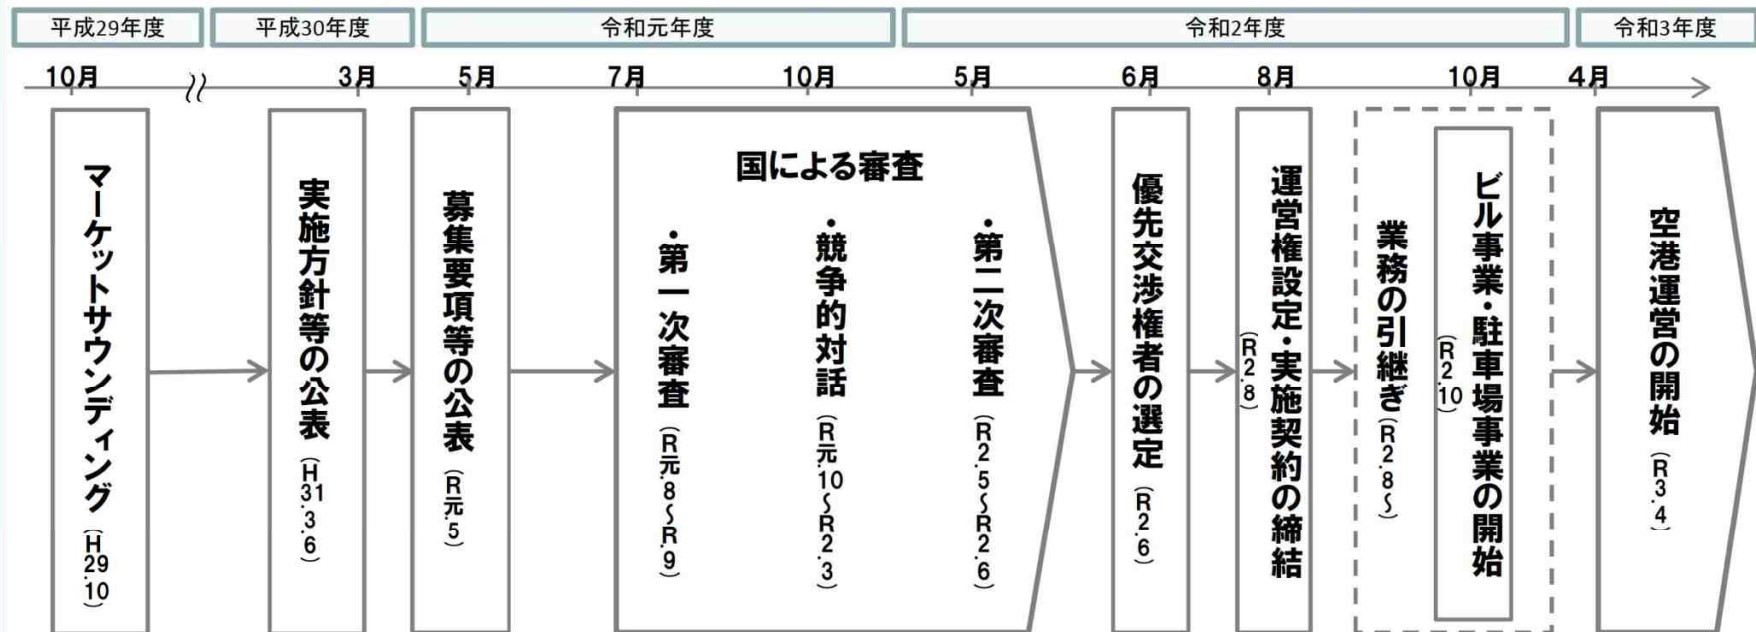 平成29年度
平成30年度
令和元年度
令和2年度
令和3年度
10月
3月
5月
7月
10月
5月
6月
8月
10月
4月
マーケットサウンディング(H29.10)
実施方針等の公表(H31.3.6)
募集要項等の公表(R元.5)
国による審査
・第一次審査(R元.8~R.9)
・競争的対話(R元.10~R2.3)
・第二次審査(R2.5~R2.6)
優先交渉権者の選定(R2.6)
運営権設定・実施契約の締結
(R2.8)
業務の引継ぎ(R2.8~)
ビル事業・駐車場事業の開始
(R2.10)
空港運営の開始(R3.4)